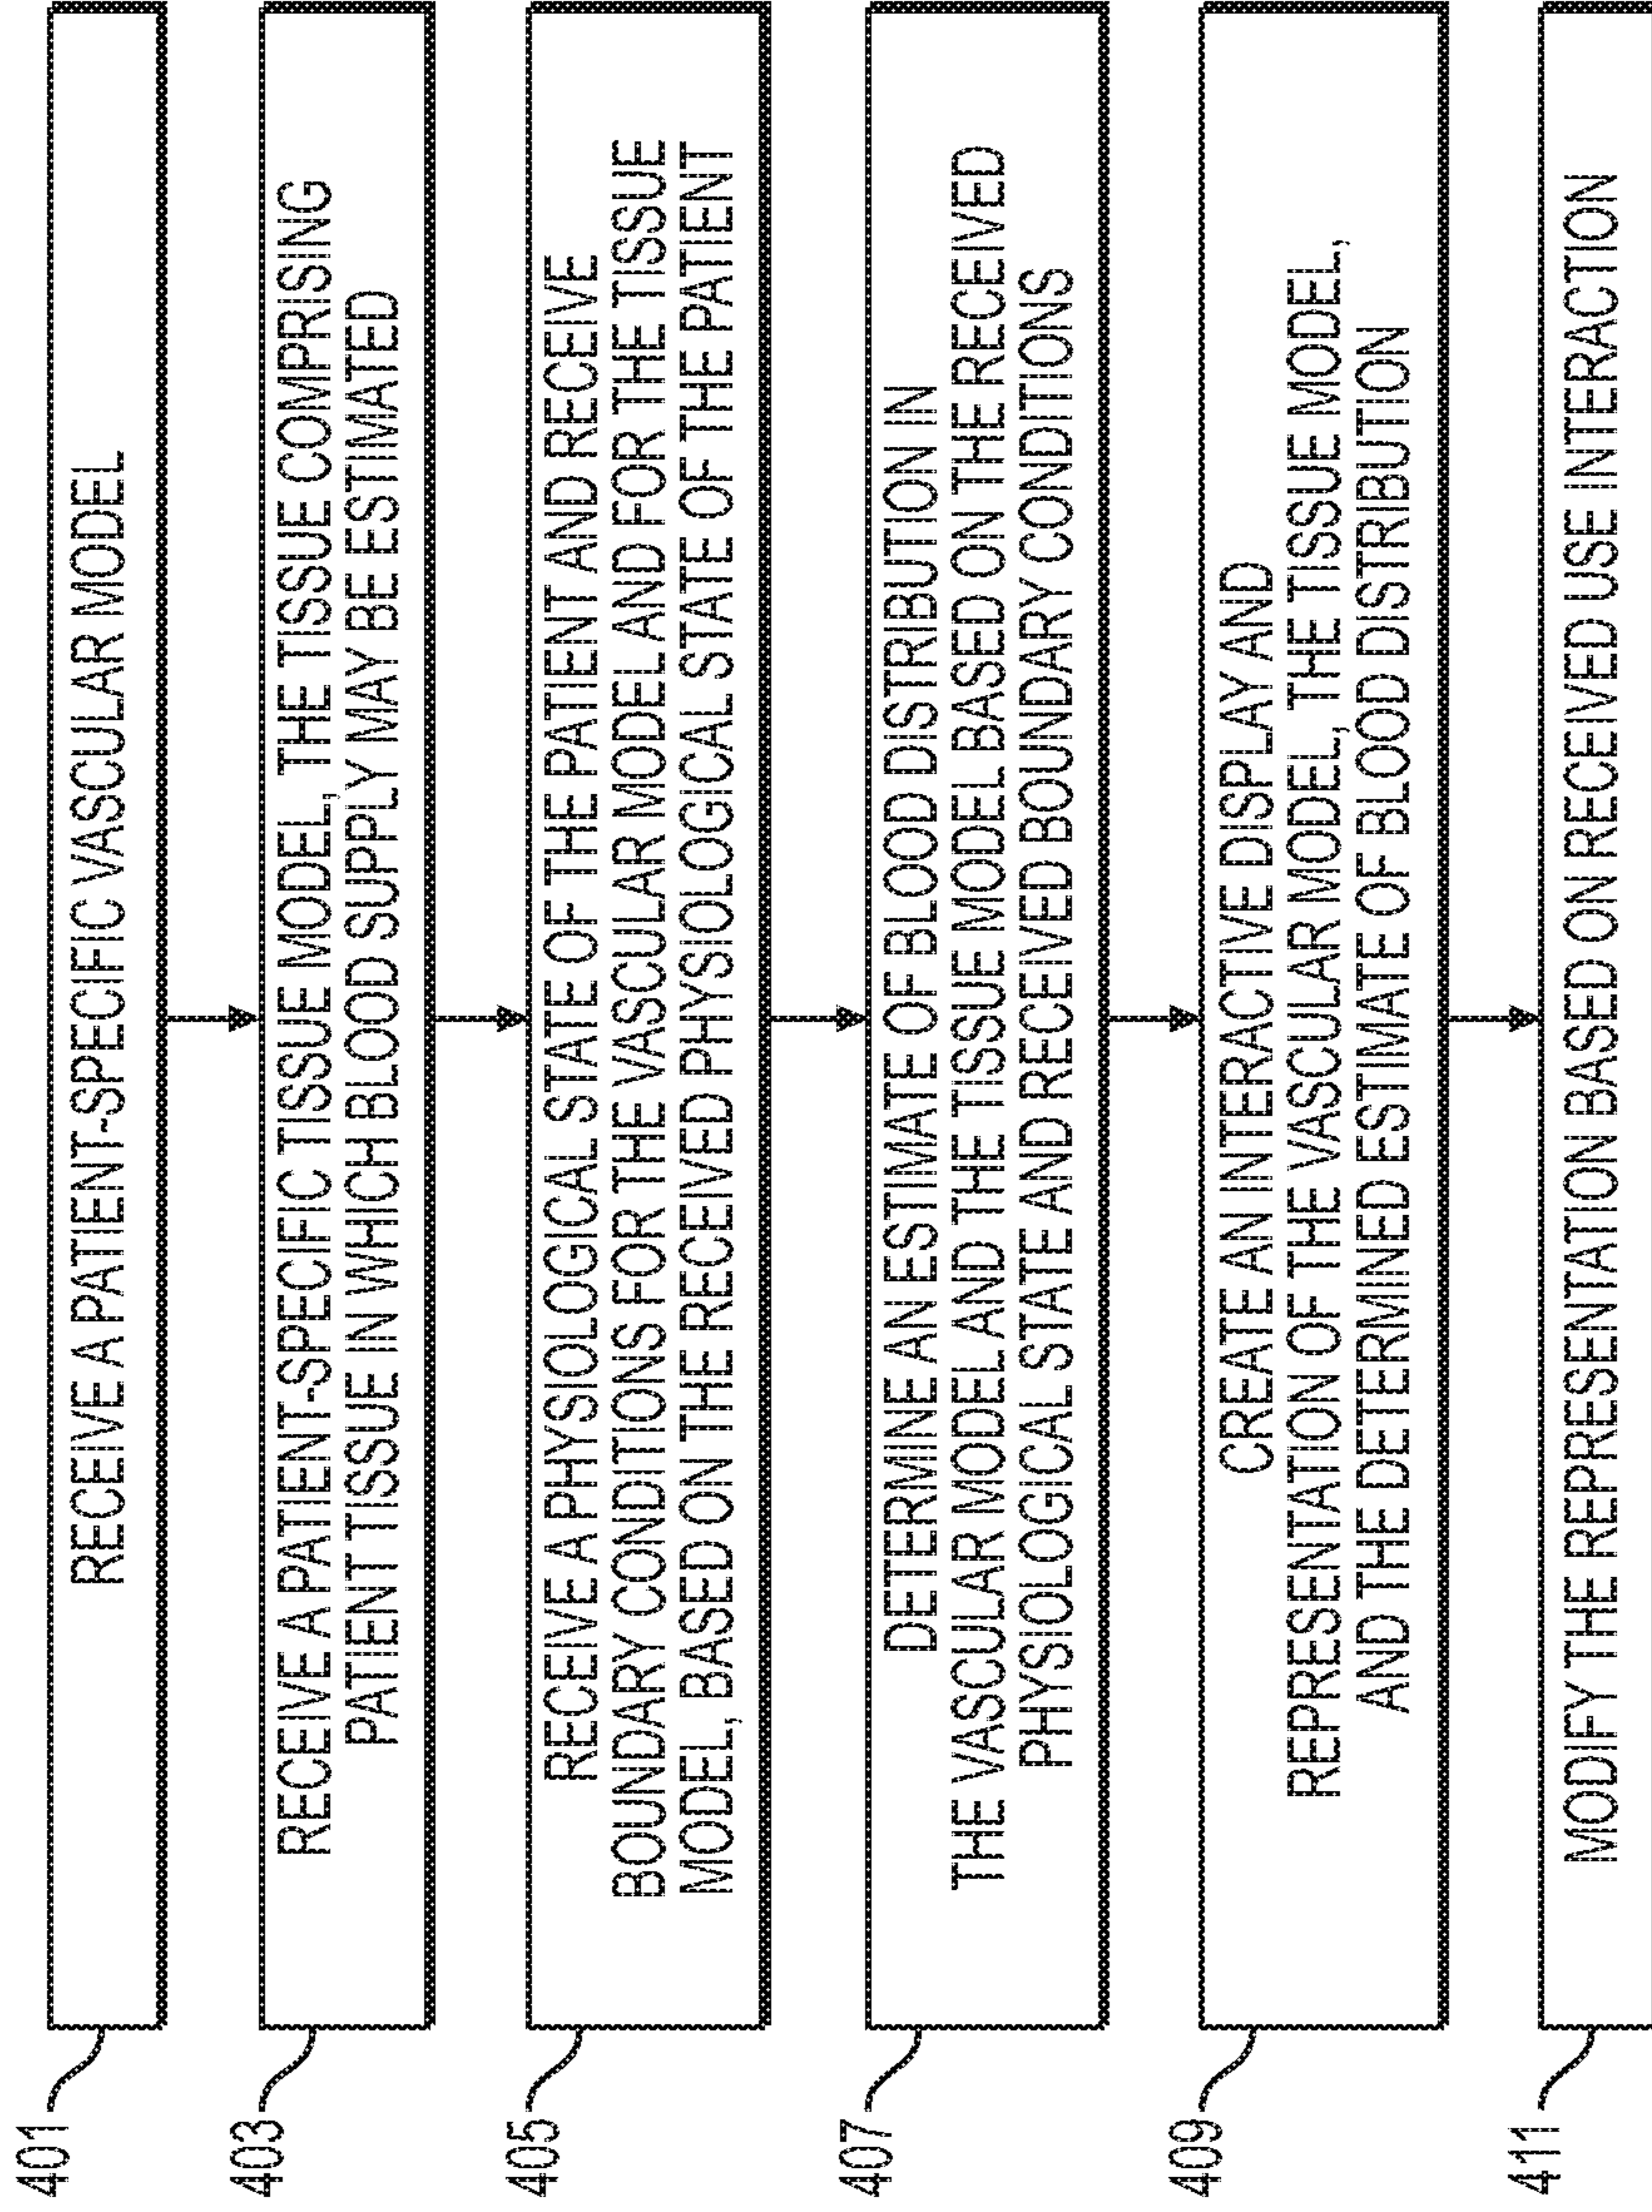 401
RECEIVE A PATIENT-SPECIFIC VASCULAR MODEL
403
RECEIVE A PATIENT-SPECIFIC TISSUE MODEL, THE TISSUE COMPRISING
PATIENT TISSUE IN WHICH BLOOD SUPPLY MAY BE ESTIMATED
405
RECEIVE A PHYSIOLOGICAL STATE OF THE PATIENT AND RECEIVE
BOUNDARY CONDITIONS FOR THE VASCULAR MODEL AND FOR THE TISSUE
MODEL, BASED ON THE RECEIVED PHYSIOLOGICAL STATE OF THE PATIENT
407
DETERMINE AN ESTIMATE OF BLOOD DISTRIBUTION IN
THE VASCULAR MODEL AND THE TISSUE MODEL BASED ON THE RECEIVED
PHYSIOLOGICAL STATE AND RECEIVED BOUNDARY CONDITIONS
409
CREATE AN INTERACTIVE DISPLAY AND
REPRESENTATION OF THE VASCULAR MODEL, THE TISSUE MODEL,
AND THE DETERMINED ESTIMATE OF BLOOD DISTRIBUTION
411
MODIFY THE REPRESENTATION BASED ON RECEIVED USE INTERACTION